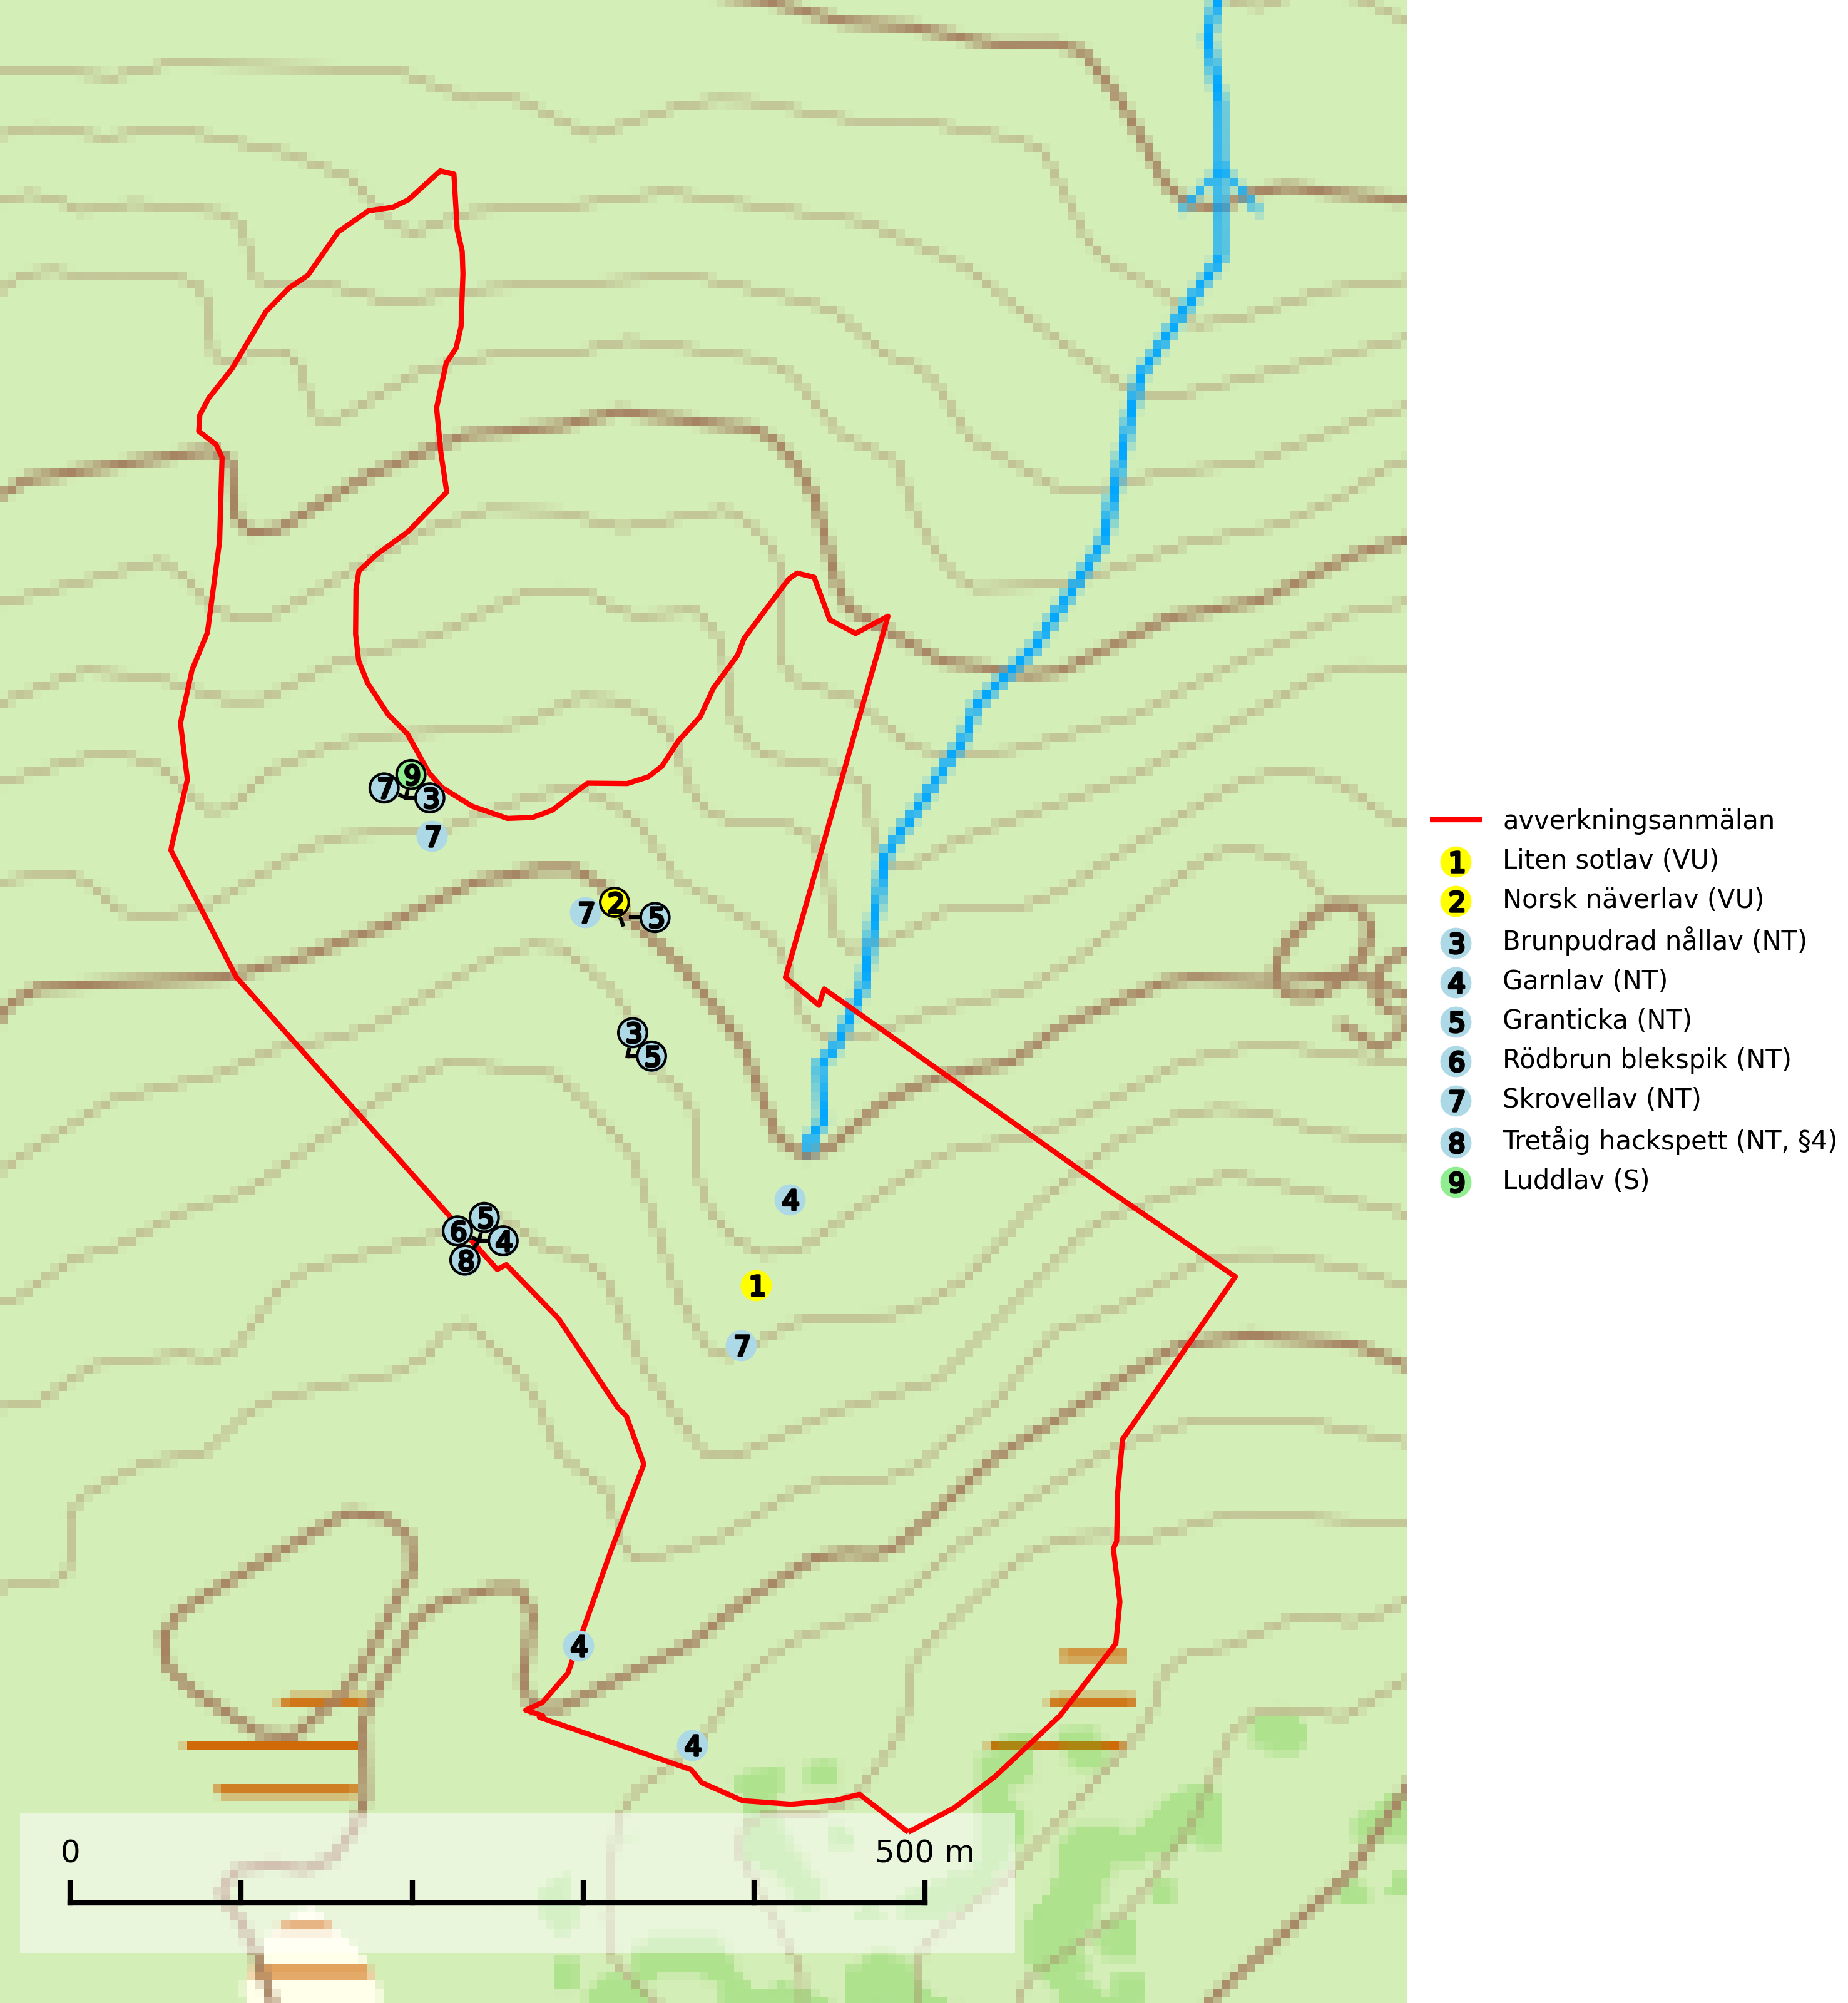 9
7
3
7
2
7
5
3
5
4
5
6
4
8
1
7
4
4
0 500 m
avverkningsanmälan
1 Liten sotlav (VU)
2 Norsk näverlav (VU)
3 Brunpudrad nållav (NT)
4 Garnlav (NT)
5 Granticka (NT)
6 Rödbrun blekspik (NT)
7 Skrovellav (NT)
8 Tretåig hackspett (NT, §4)
9 Luddlav (S)